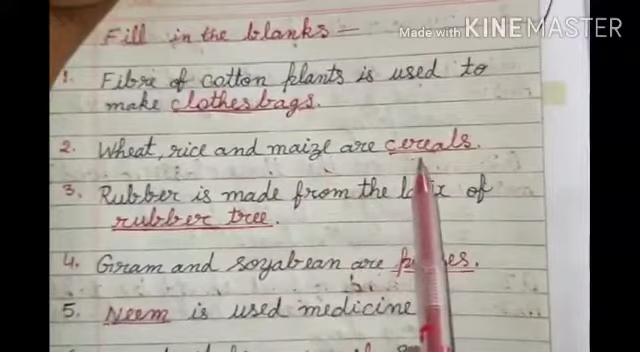 Made with KINEMASTER
Fill in the blanks -
1. Fibre of cotton plants is used to
make clothesbags.
2. Wheat, rice and maize are cereals.
3. Rubber is made from the of
rubber tree.
4. Gram and soyabean are
5. Neem is used medicine